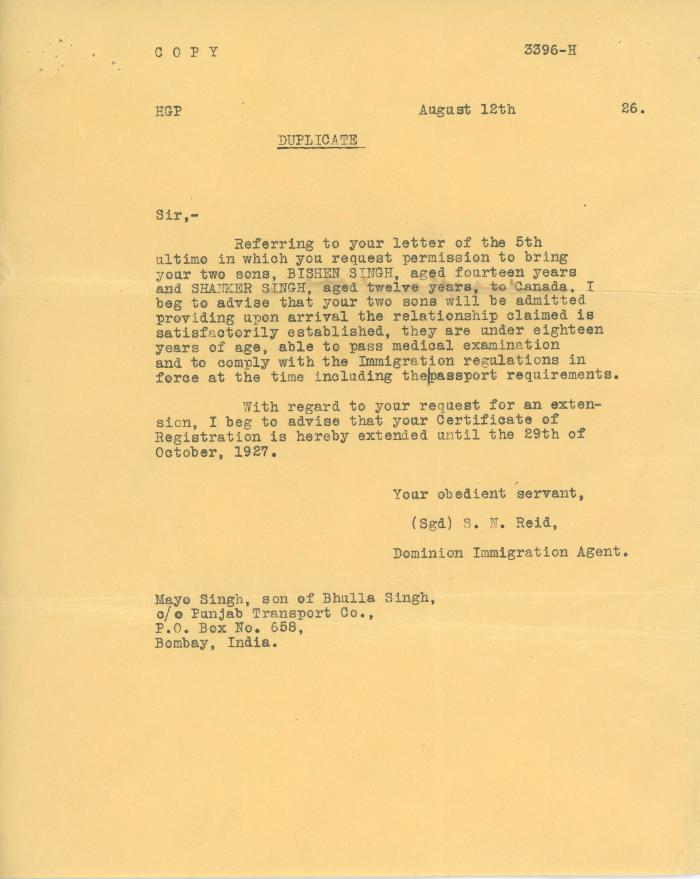 COPY 3396-H
HGP August 12th 26.
DUPLICATE
Sir,-
Referring to your letter of the 5th
ultimo in which you request permission to bring
your two sons, BISHEN SINGH, aged fourteen years
and SHANKER SINGH, aged twelve years, to Canada, I
beg to advise that your two sons will be admitted
providing upon arrival the relationship claimed is
satisfactorily established, they are under eighteen
years of age, able to pass medical examination
and to comply with the Immigration regulations in
force at the time including the|passport requirements.
With regard to your request for an exten-
sion, I beg to advise that your Certificate of
Registration is hereby extended until the 29th of
October, 1927.
Your obedient servant,
(Sgd) S. N. Reid,
Dominion Immigration Agent.
Mayo Singh, son of Bhulla Singh,
c/o Punjab Transport Co.,
P.O. Box No. 658,
Bombay, India.